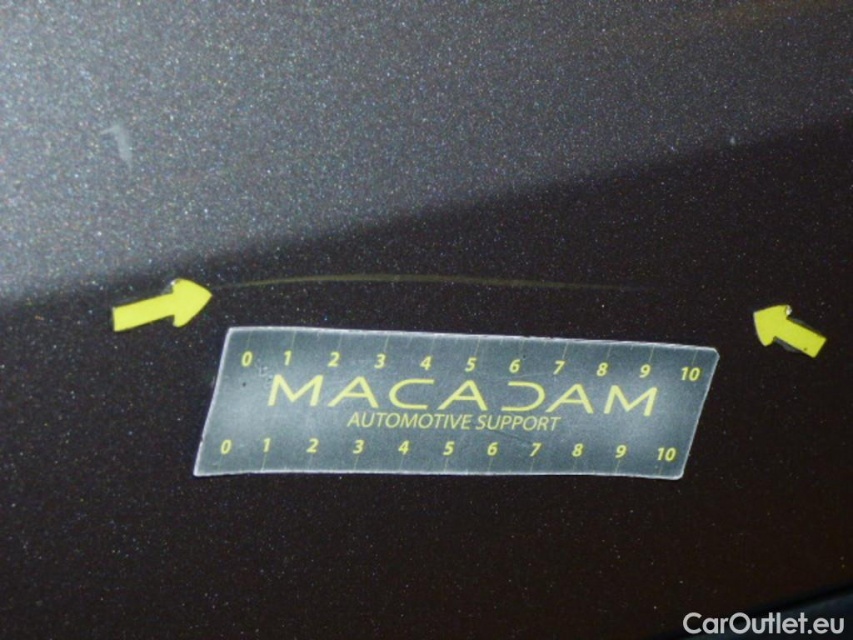 0 1 2 3 4 5 6 7 8 9 10
MACADAM
AUTOMOTIVE SUPPORT
0 1 2 3 4 5 6 7 8 9 10
CarOutlet.eu